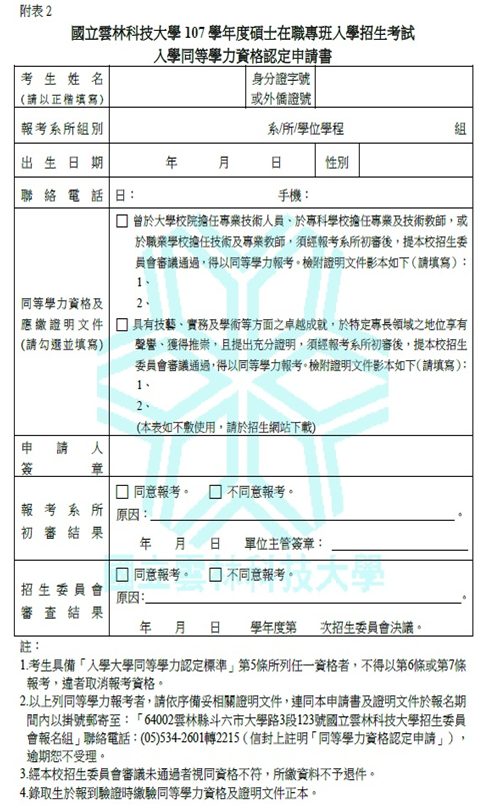 附表2
國立雲林科技大學 107 學年度碩士在職專班入學招生考試
入學同等學力資格認定申請書
考生姓名
(請以正楷填寫)
身分證字號
或外僑證號
報考系所組別
系/所/學位學程 組
出生日期
年 月 日
性別
聯絡電話
日： 手機：
同等學力資格及
應繳證明文件
(請勾選並填寫)
□ 曾於大學校院擔任專業技術人員、於專科學校擔任專業及技術教師，或
於職業學校擔任技術及專業教師，須經報考系所初審後，提本校招生委
員會審議通過，得以同等學力報考。檢附證明文件影本如下（請填寫）：
1、
2、
□ 具有技藝、實務及學術等方面之卓越成就，於特定專長領域之地位享有
聲譽、獲得推崇，且提出充分證明，須經報考系所初審後，提本校招生
委員會審議通過，得以同等學力報考。檢附證明文件影本如下（請填寫）：
1、
2、
(本表如不敷使用，請於招生網站下載)
申請人
簽章
報考系所
初審結果
□ 同意報考。 □ 不同意報考。
原因： 。
年 月 日 單位主管簽章：
招生委員會
審查結果
□ 同意報考。 □ 不同意報考。
原因： 。
年 月 日 學年度第 次招生委員會決議。
國立雲林科技大學
註：
1.考生具備「入學大學同等學力認定標準」第5條所列任一資格者，不得以第6條或第7條
報考，違者取消報考資格。
2.以上列同等學力報考者，請依序備妥相關證明文件，連同本申請書及證明文件於報名期
間內以掛號郵寄至：「64002雲林縣斗六市大學路3段123號國立雲林科技大學招生委員
會報名組」聯絡電話：(05)534-2601轉2215（信封上註明「同等學力資格認定申請」），
逾期恕不受理。
3.經本校招生委員會審議未通過者視同資格不符，所繳資料不予退件。
4.錄取生於報到驗證時繳驗同等學力資格及證明文件正本。